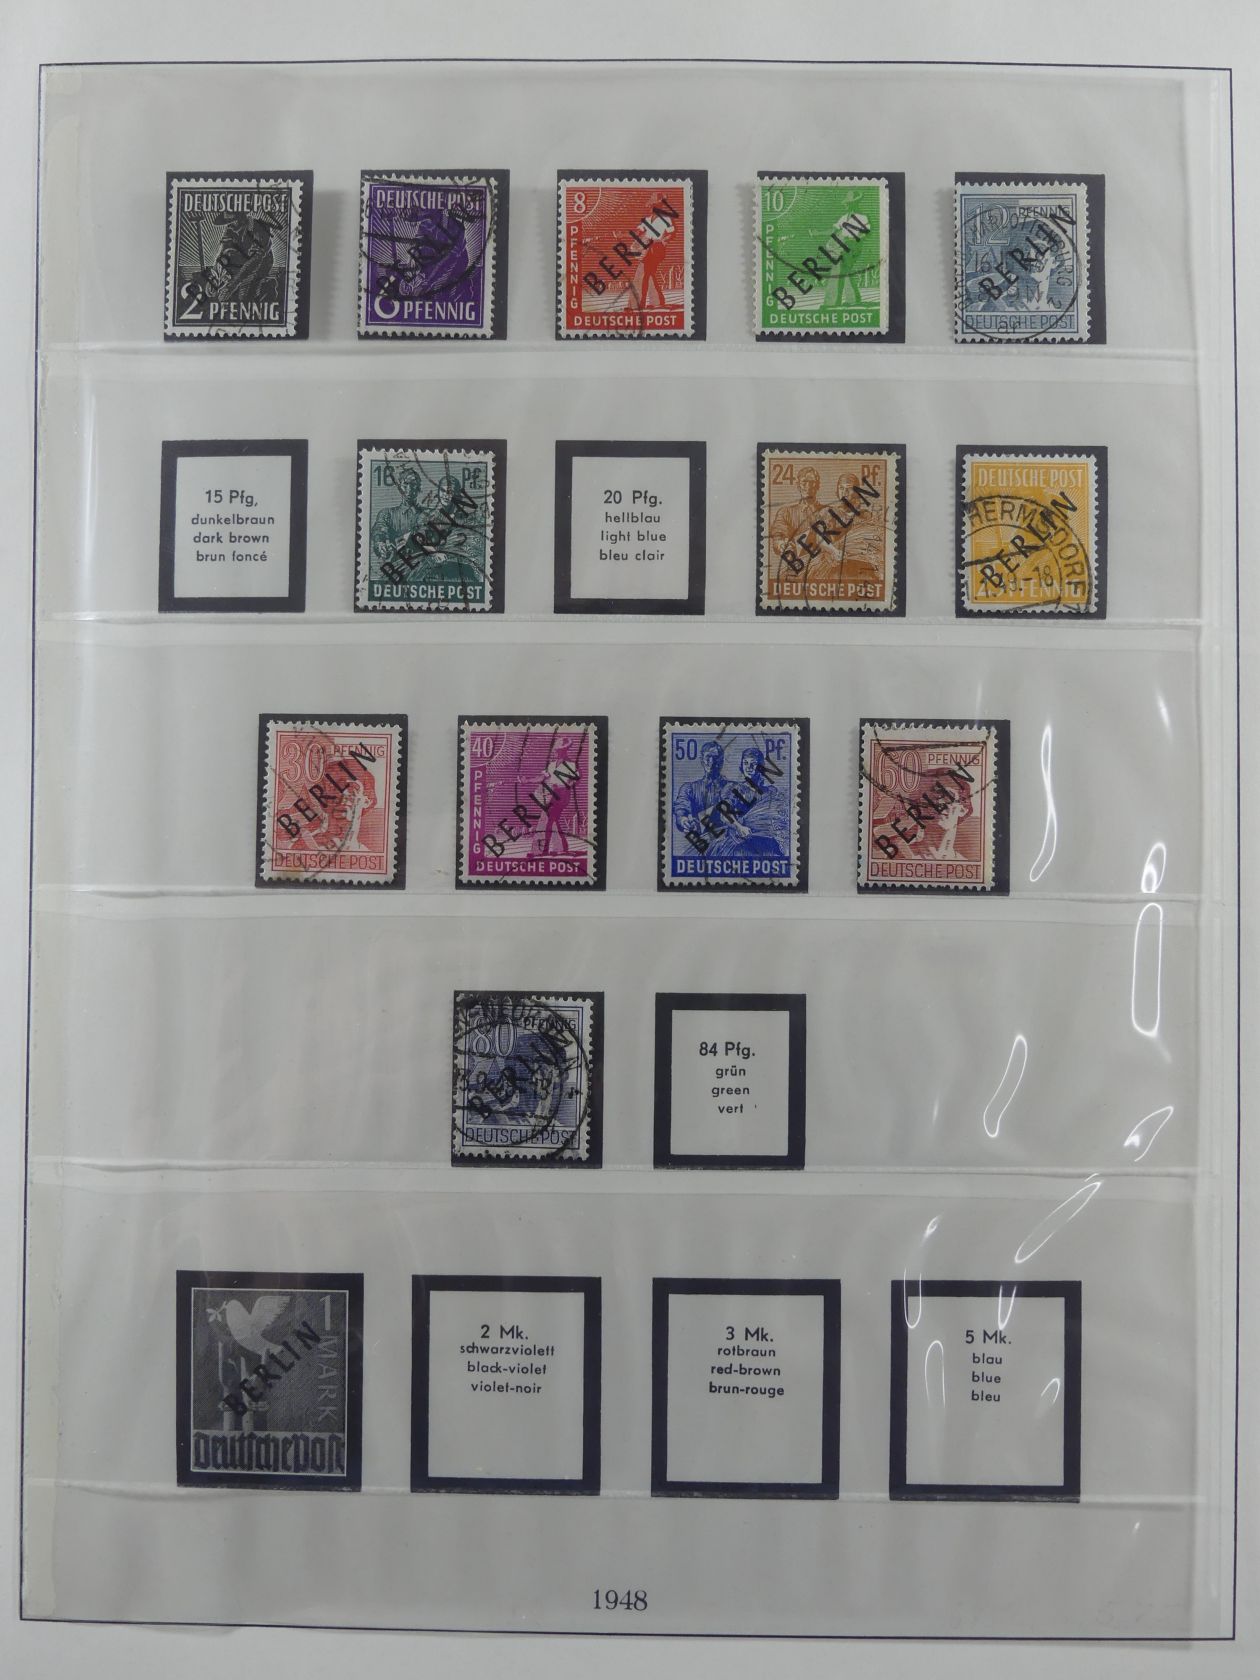 DEUTSCHE POST
BERLIN
2 PFENNIG
DEUTSCHE POST
BERLIN
6 PFENNIG
8
PFENNIG
BERLIN
DEUTSCHE POST
10
PFENNIG
BERLIN
DEUTSCHE POST
12 PFENNIG
BERLIN
DEUTSCHE POST
15 Pfg,
dunkelbraun
dark brown
brun foncé
16 Pf.
BERLIN
DEUTSCHE POST
20 Pfg.
hellblau
light blue
bleu clair
24 Pf.
BERLIN
DEUTSCHE POST
DEUTSCHE POST
BERLIN
25 PFENNIG
30 PFENNIG
BERLIN
DEUTSCHE POST
40
PFENNIG
BERLIN
DEUTSCHE POST
50 Pf.
BERLIN
DEUTSCHE POST
60 PFENNIG
BERLIN
DEUTSCHE POST
80 PFENNIG
BERLIN
DEUTSCHE POST
84 Pfg.
grün
green
vert
1 MARK
BERLIN
Deutsche Post
2 Mk.
schwarzviolett
black-violet
violet-noir
3 Mk.
rotbraun
red-brown
brun-rouge
5 Mk.
blau
blue
bleu
1948